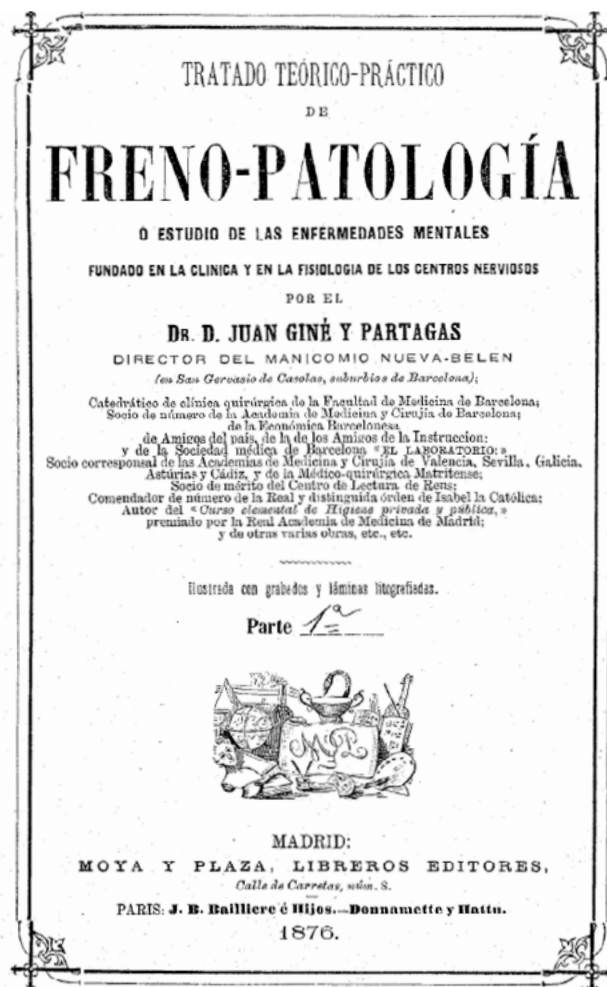 TRATADO TEÓRICO-PRÁCTICO
DE
FRENO-PATOLOGÍA
Ó ESTUDIO DE LAS ENFERMEDADES MENTALES
FUNDADO EN LA CLINICA Y EN LA FISIOLOGIA DE LOS CENTROS NERVIOSOS
POR EL
DR. D. JUAN GINÉ Y PARTAGAS
DIRECTOR DEL MANICOMIO NUEVA-BELEN
(en San Gervasio de Casolas, suburbios de Barcelona);
Catedrático de clínica quirúrgica de la Facultad de Medicina de Barcelona;
Socio de número de la Academia de Medicina y Cirujía de Barcelona;
de la Económica Barcelonesa
de Amigos del país, de la de los Amigos de la Instruccion;
y de la Sociedad médica de Barcelona "EL LABORATORIO;"
Socio corresponsal de las Academias de Medicina y Cirujía de Valencia, Sevilla, Galicia,
Astúrias y Cádiz, y de la Médico-quirúrgica Matritense;
Socio de mérito del Centro de Lectura de Reus;
Comendador de número de la Real y distinguida órden de Isabel la Católica;
Autor del «Curso elemental de Higiene privada y pública,»
premiado por la Real Academia de Medicina de Madrid;
y de otras varias obras, etc., etc.
Ilustrada con grabados y láminas litografiadas.
Parte 1ª
MYP
MADRID:
MOYA Y PLAZA, LIBREROS EDITORES,
Calle de Carretas, núm. 8.
PARIS: J. B. Bailliere é Hijos.—Donnamette y Hattu.
1876.